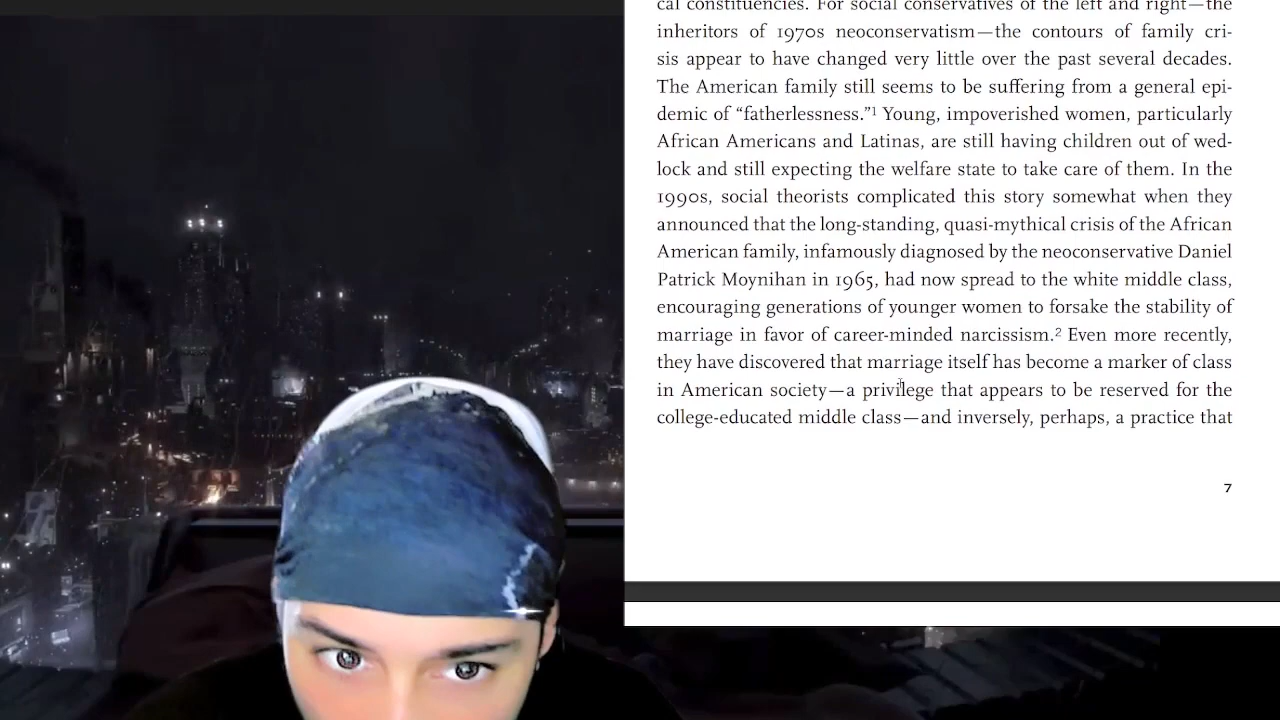 cal constituencies. For social conservatives of the left and right—the
inheritors of 1970s neoconservatism—the contours of family cri-
sis appear to have changed very little over the past several decades.
The American family still seems to be suffering from a general epi-
demic of “fatherlessness.”1 Young, impoverished women, particularly
African Americans and Latinas, are still having children out of wed-
lock and still expecting the welfare state to take care of them. In the
1990s, social theorists complicated this story somewhat when they
announced that the long-standing, quasi-mythical crisis of the African
American family, infamously diagnosed by the neoconservative Daniel
Patrick Moynihan in 1965, had now spread to the white middle class,
encouraging generations of younger women to forsake the stability of
marriage in favor of career-minded narcissism.2 Even more recently,
they have discovered that marriage itself has become a marker of class
in American society—a privilege that appears to be reserved for the
college-educated middle class—and inversely, perhaps, a practice that
7